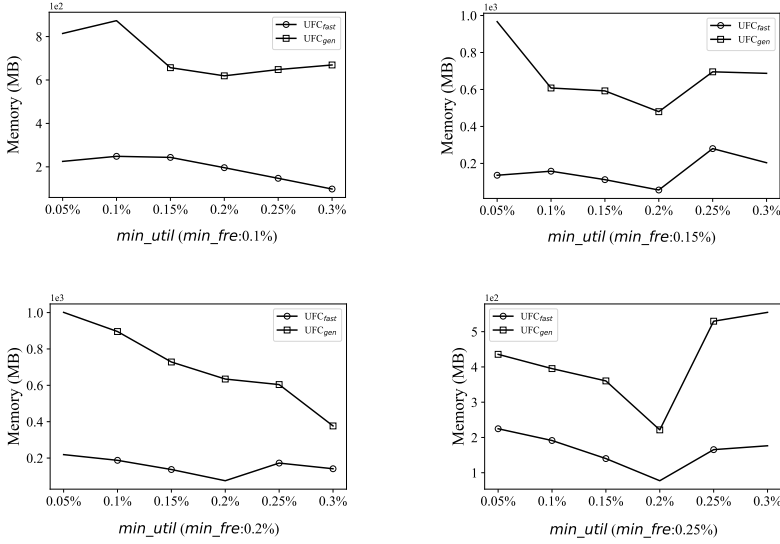 1e2
UFCfast
UFCgen
8
6
4
2
Memory (MB)
0.05% 0.1% 0.15% 0.2% 0.25% 0.3%
min_util (min_fre:0.1%)
1e3
UFCfast
UFCgen
1.0
0.8
0.6
0.4
0.2
Memory (MB)
0.05% 0.1% 0.15% 0.2% 0.25% 0.3%
min_util (min_fre:0.15%)
1e3
UFCfast
UFCgen
1.0
0.8
0.6
0.4
0.2
Memory (MB)
0.05% 0.1% 0.15% 0.2% 0.25% 0.3%
min_util (min_fre:0.2%)
1e2
UFCfast
UFCgen
5
4
3
2
1
Memory (MB)
0.05% 0.1% 0.15% 0.2% 0.25% 0.3%
min_util (min_fre:0.25%)